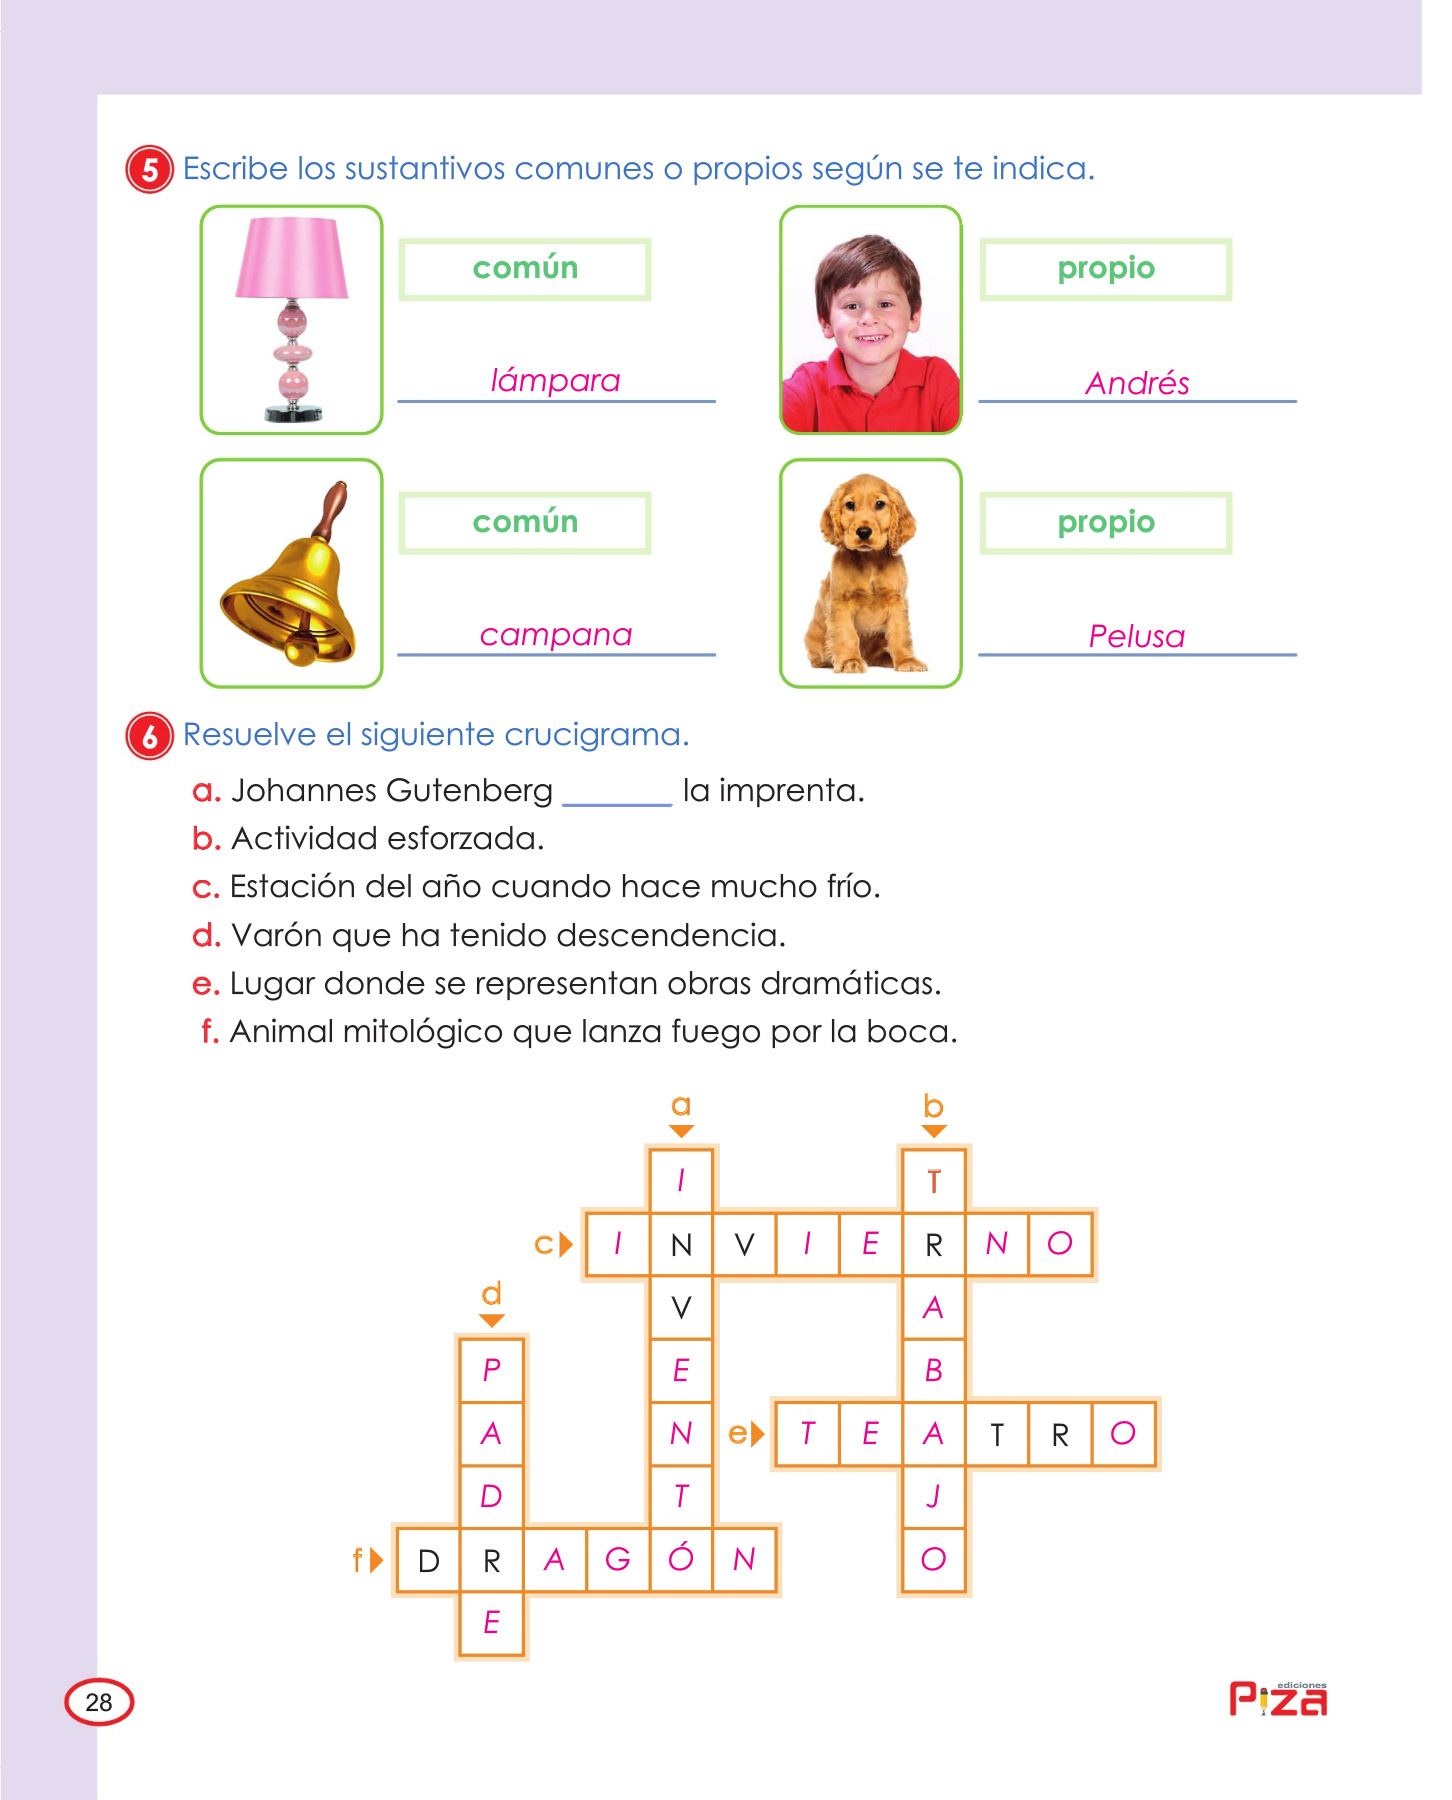 5 Escribe los sustantivos comunes o propios según se te indica.
común
propio
lámpara
Andrés
común
propio
campana
Pelusa
6 Resuelve el siguiente crucigrama.
a. Johannes Gutenberg ______ la imprenta.
b. Actividad esforzada.
c. Estación del año cuando hace mucho frío.
d. Varón que ha tenido descendencia.
e. Lugar donde se representan obras dramáticas.
f. Animal mitológico que lanza fuego por la boca.
a b
I T
c I N V I E R N O
d V A
P E B
A N e T E A T R O
D T J
f D R A G Ó N O
E
28
ediciones
Piza